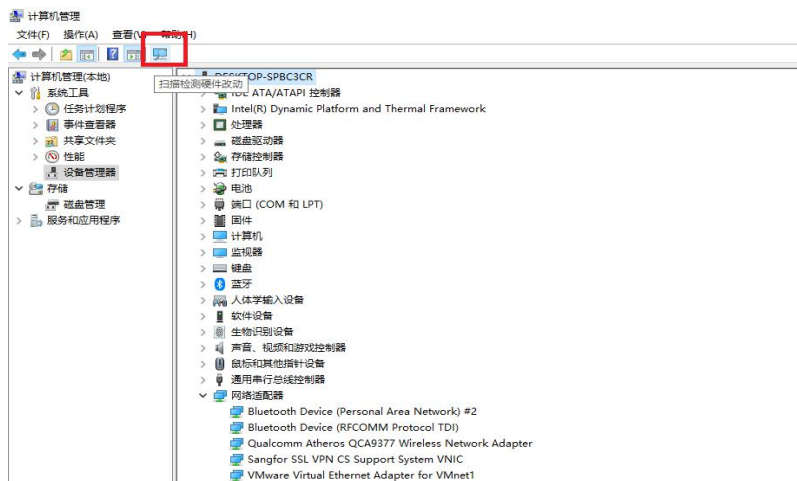 计算机管理
文件(F) 操作(A) 查看(V) 帮助(H)
扫描检测硬件改动
计算机管理(本地)
系统工具
任务计划程序
事件查看器
共享文件夹
性能
设备管理器
存储
磁盘管理
服务和应用程序
DESKTOP-SPBC3CR
IDE ATA/ATAPI 控制器
Intel(R) Dynamic Platform and Thermal Framework
处理器
磁盘驱动器
存储控制器
打印队列
电池
端口 (COM 和 LPT)
固件
计算机
监视器
键盘
蓝牙
人体学输入设备
软件设备
生物识别设备
声音、视频和游戏控制器
鼠标和其他指针设备
通用串行总线控制器
网络适配器
Bluetooth Device (Personal Area Network) #2
Bluetooth Device (RFCOMM Protocol TDI)
Qualcomm Atheros QCA9377 Wireless Network Adapter
Sangfor SSL VPN CS Support System VNIC
VMware Virtual Ethernet Adapter for VMnet1